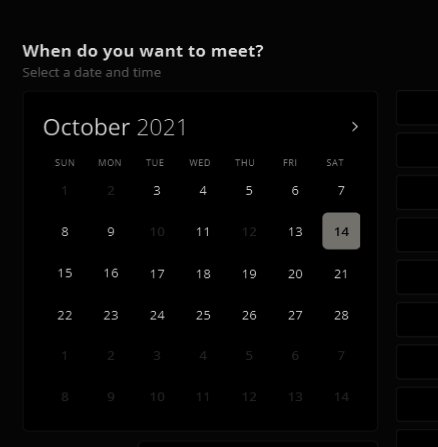 When do you want to meet?
Select a date and time
October 2021
SUN MON TUE WED THU FRI SAT
1 2 3 4 5 6 7
8 9 10 11 12 13 14
15 16 17 18 19 20 21
22 23 24 25 26 27 28
1 2 3 4 5 6 7
8 9 10 11 12 13 14